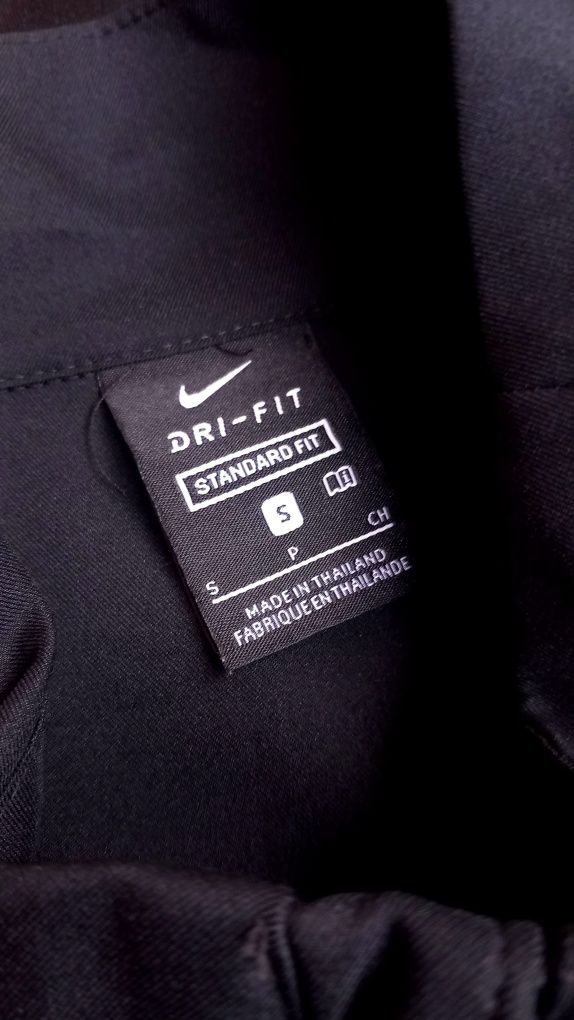 DRI-FIT
STANDARD FIT
S
S P CH
MADE IN THAILAND
FABRIQUE EN THAILANDE